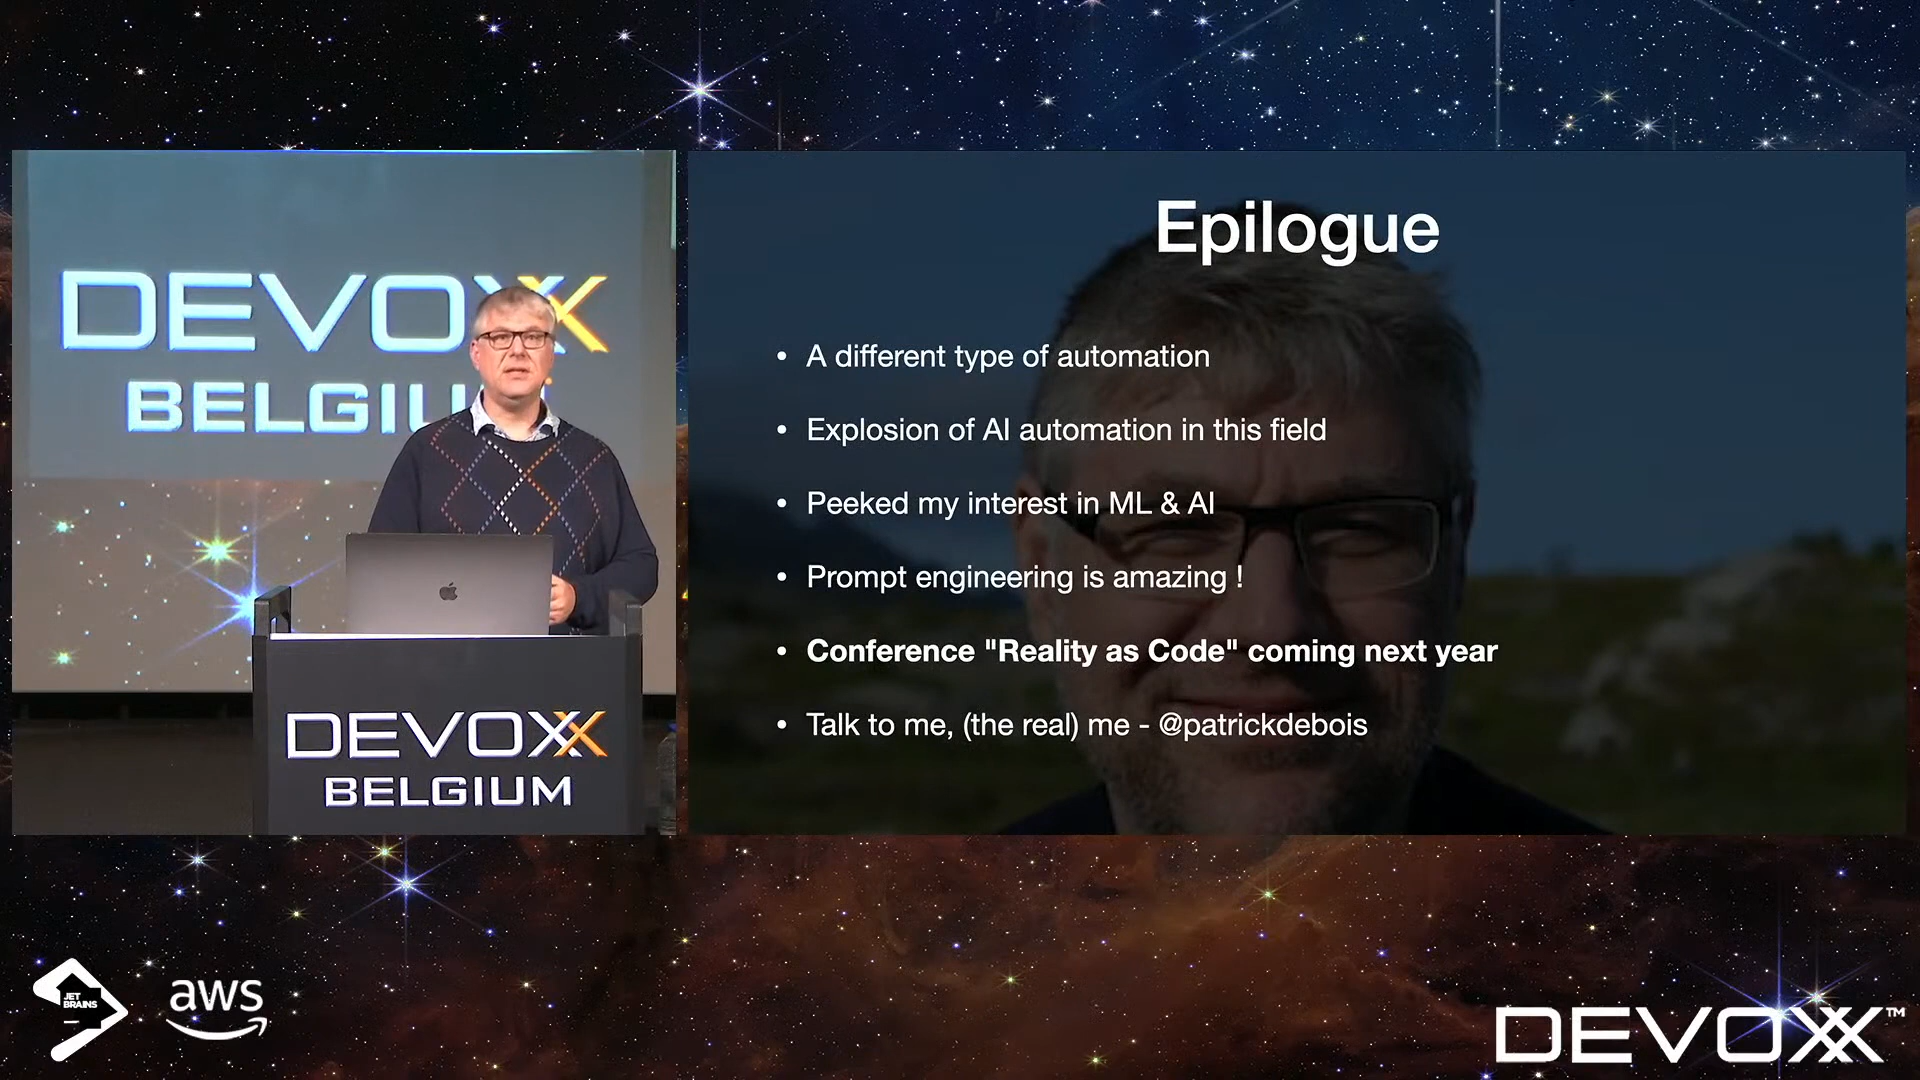 DEVOXX
BELGIU
DEVOXX
BELGIUM
Epilogue
• A different type of automation
• Explosion of AI automation in this field
• Peeked my interest in ML & AI
• Prompt engineering is amazing !
• Conference "Reality as Code" coming next year
• Talk to me, (the real) me - @patrickdebois
JET
BRAINS
aws
DEVOXX™